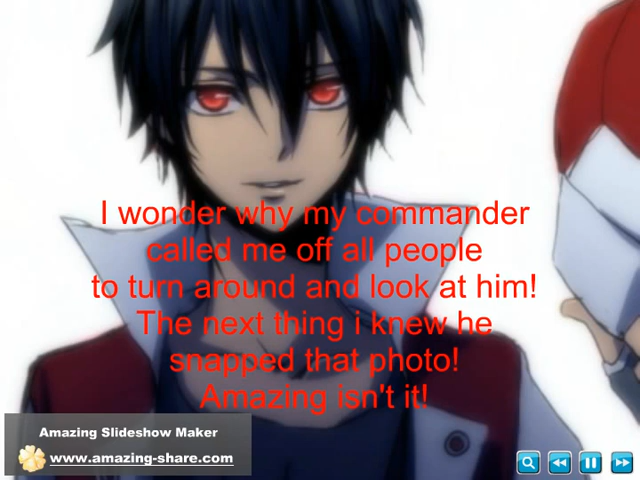 I wonder why my commander
called me off all people
to turn around and look at him!
The next thing i knew he
snapped that photo!
Amazing isn't it!
Amazing Slideshow Maker
www.amazing-share.com